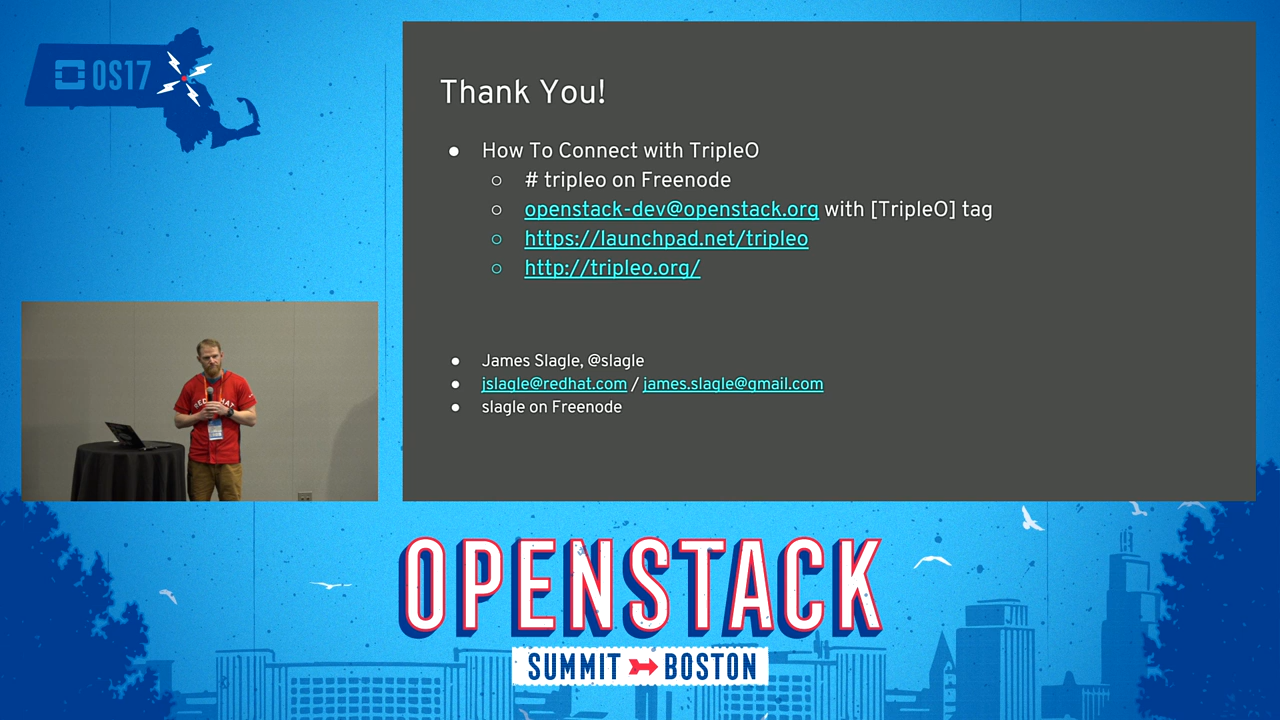 OS17
Thank You!
● How To Connect with TripleO
○ # tripleo on Freenode
○ openstack-dev@openstack.org with [TripleO] tag
○ https://launchpad.net/tripleo
○ http://tripleo.org/
● James Slagle, @slagle
● jslagle@redhat.com / james.slagle@gmail.com
● slagle on Freenode
OPENSTACK
SUMMIT BOSTON